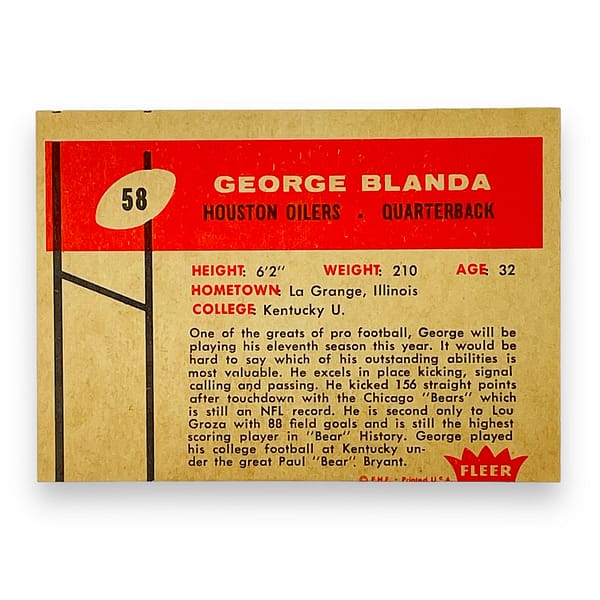 58
GEORGE BLANDA
HOUSTON OILERS . QUARTERBACK
HEIGHT: 6'2" WEIGHT: 210 AGE: 32
HOMETOWN: La Grange, Illinois
COLLEGE: Kentucky U.
One of the greats of pro football, George will be
playing his eleventh season this year. It would be
hard to say which of his outstanding abilities is
most valuable. He excels in place kicking, signal
calling and passing. He kicked 156 straight points
after touchdown with the Chicago "Bears" which
is still an NFL record. He is second only to Lou
Groza with 88 field goals and is still the highest
scoring player in "Bear" History. George played
his college football at Kentucky un-
der the great Paul "Bear" Bryant.
FLEER
© F.H.F. • Printed U.S.A.